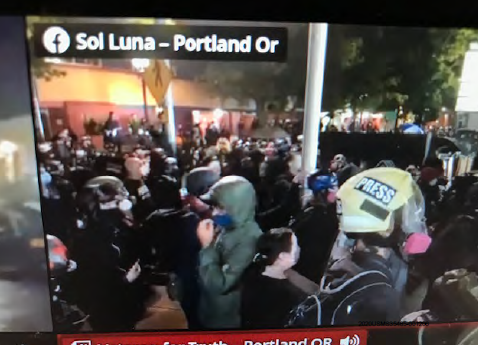 Sol Luna – Portland Or
PRESS
for Truth - Portland OR